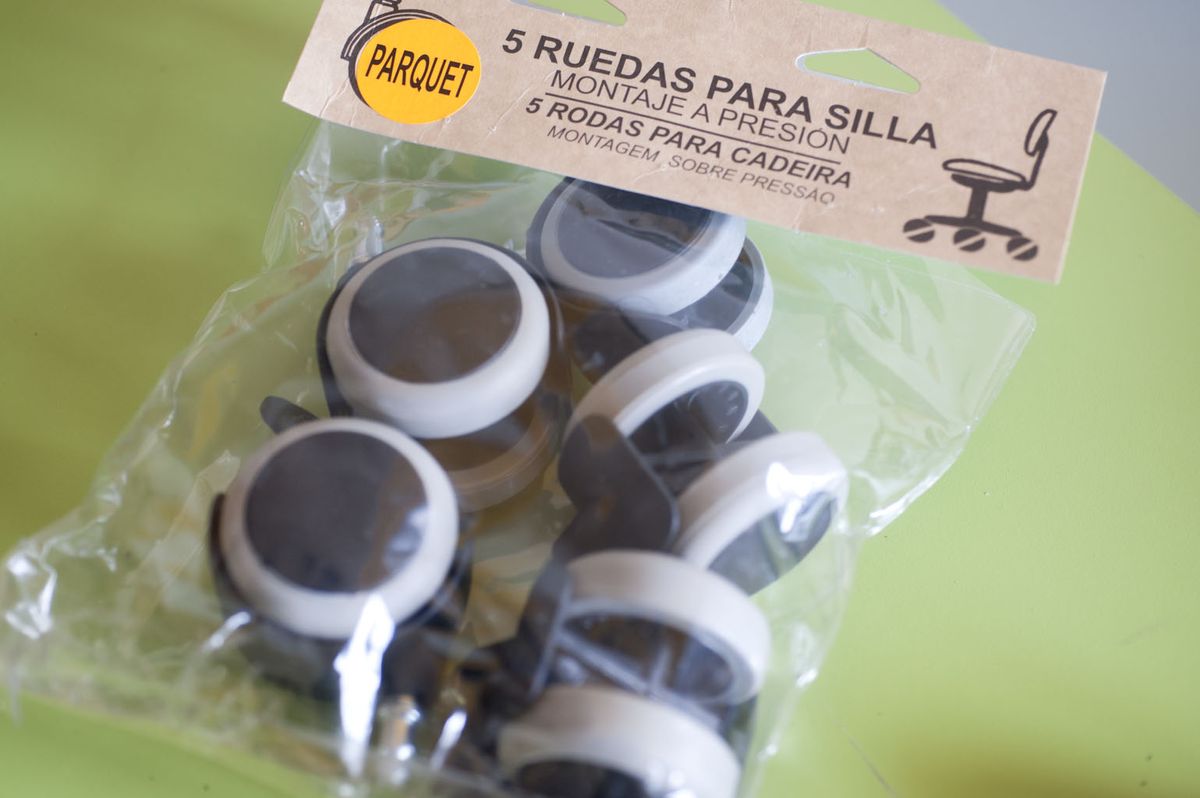 PARQUET
5 RUEDAS PARA SILLA
MONTAJE A PRESIÓN
5 RODAS PARA CADEIRA
MONTAGEM SOBRE PRESSÃO